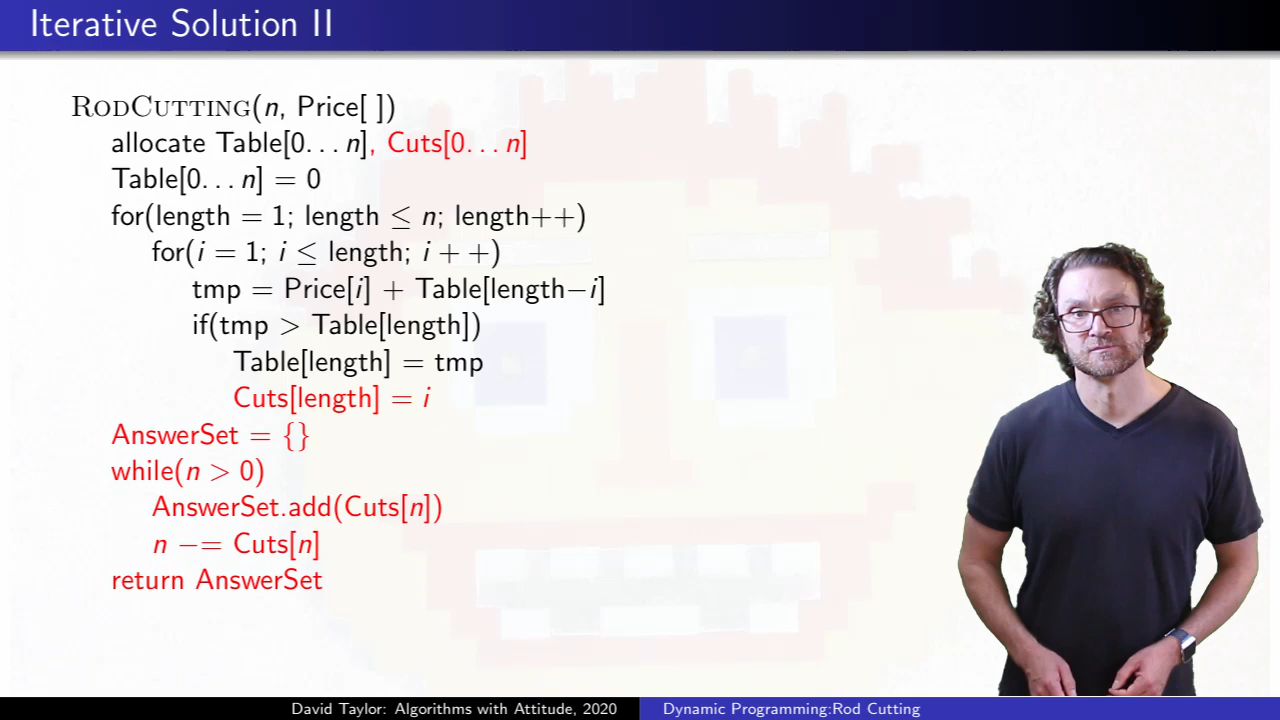 Iterative Solution II
RodCutting(n, Price[ ])
allocate Table[0...n], Cuts[0...n]
Table[0...n] = 0
for(length = 1; length ≤ n; length++)
for(i = 1; i ≤ length; i + +)
tmp = Price[i] + Table[length−i]
if(tmp > Table[length])
Table[length] = tmp
Cuts[length] = i
AnswerSet = {}
while(n > 0)
AnswerSet.add(Cuts[n])
n −= Cuts[n]
return AnswerSet
David Taylor: Algorithms with Attitude, 2020
Dynamic Programming:Rod Cutting